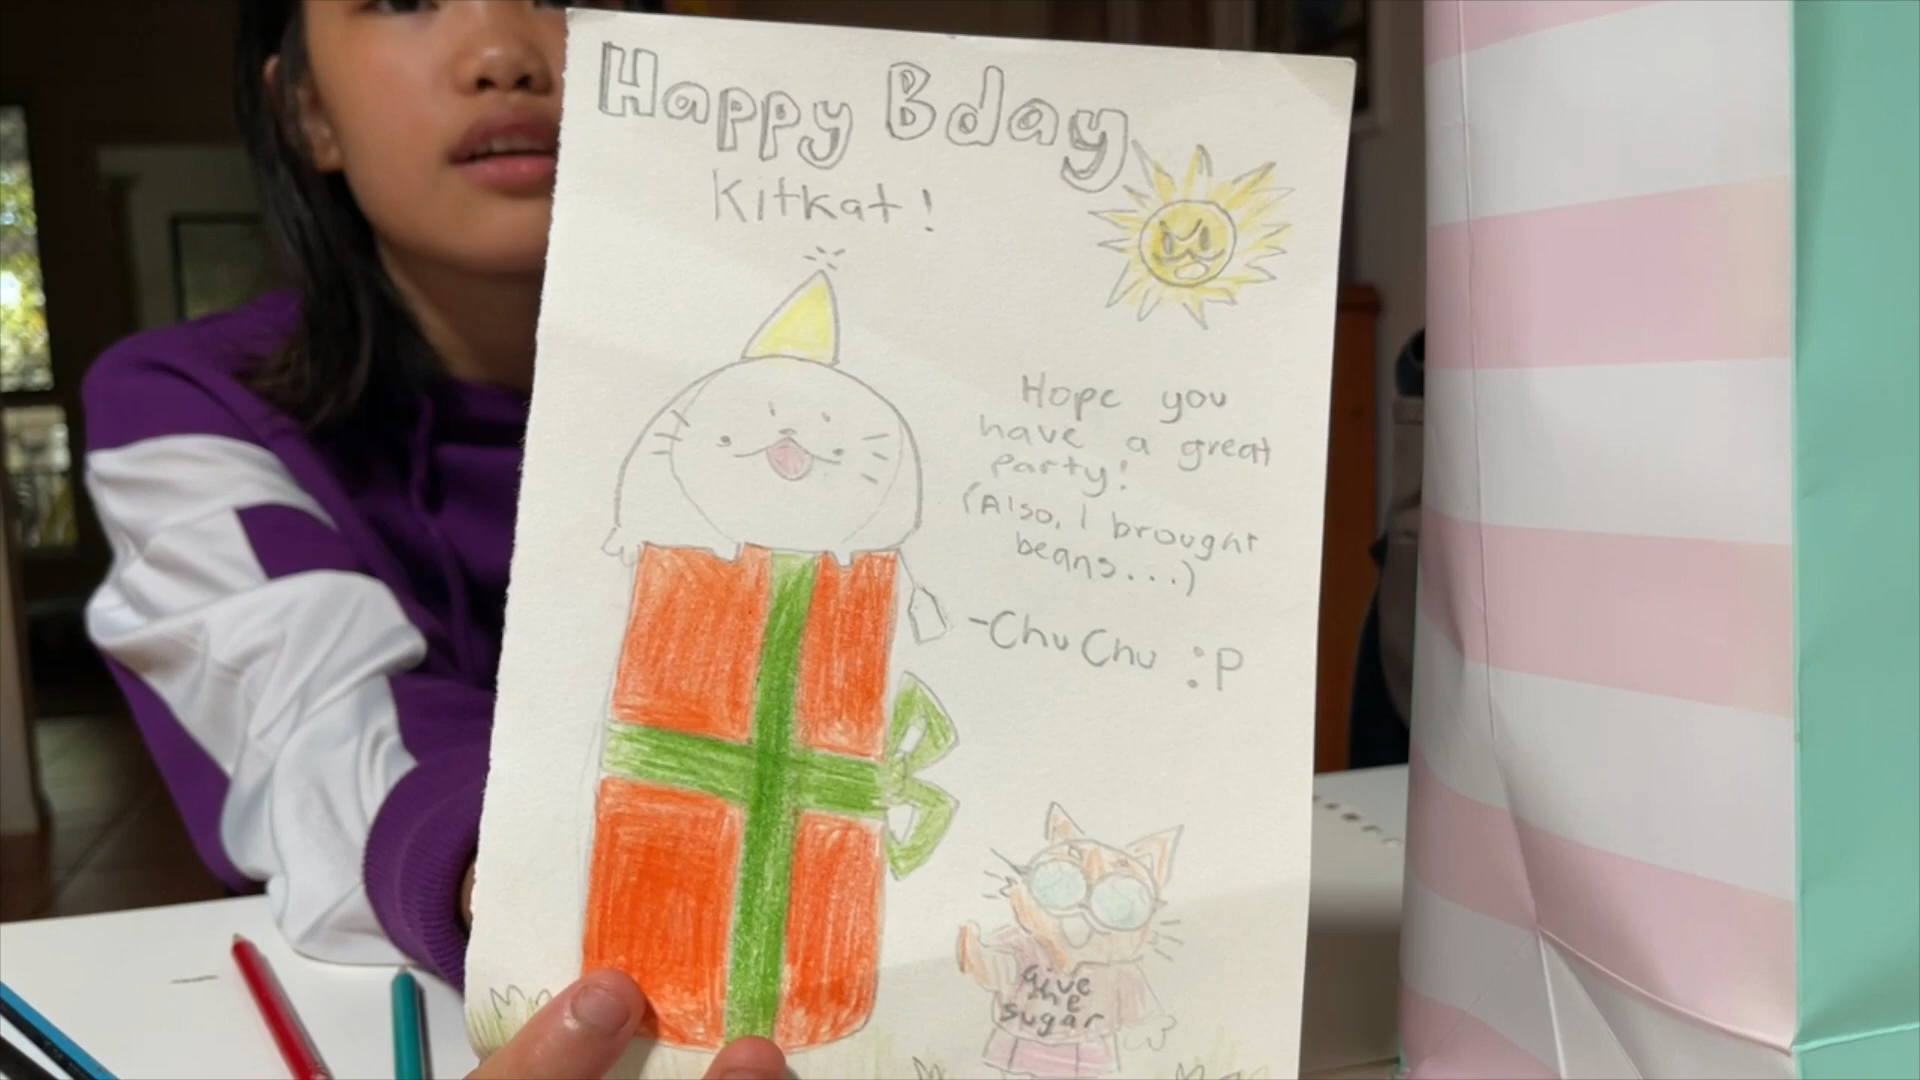 Happy Bday
Kitkat!
Hope you
have a great
party!
(Also, I brought
beans...)
-Chu Chu :P
Give
the
sugar